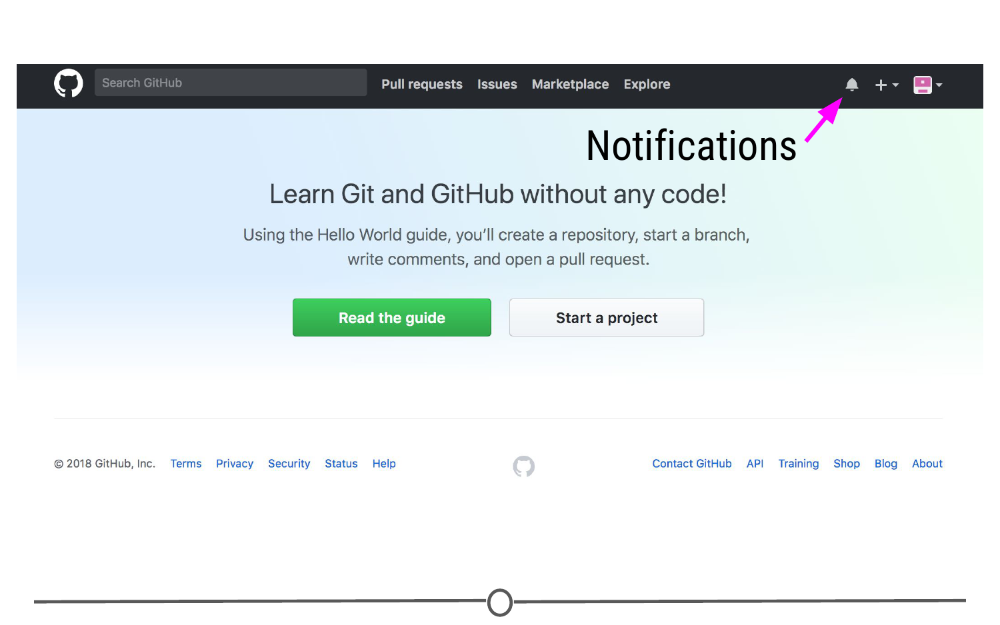 Search GitHub
Pull requests Issues Marketplace Explore
Notifications
Learn Git and GitHub without any code!
Using the Hello World guide, you’ll create a repository, start a branch,
write comments, and open a pull request.
Read the guide
Start a project
© 2018 GitHub, Inc. Terms Privacy Security Status Help
Contact GitHub API Training Shop Blog About